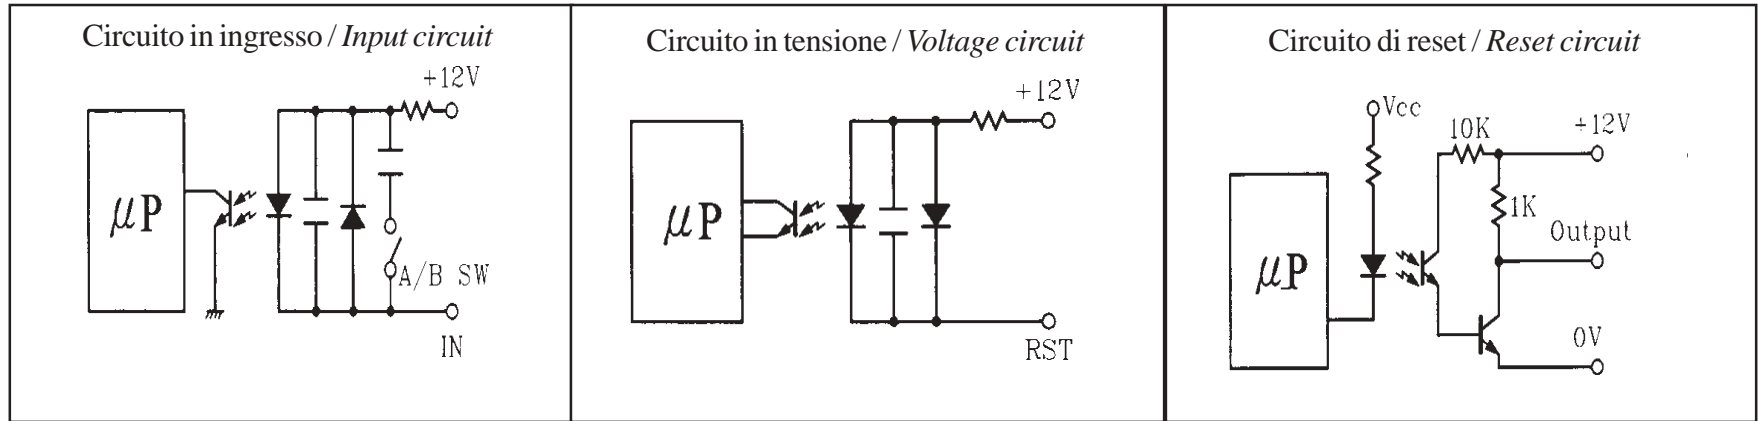 Circuito in ingresso / Input circuit
+12V
μP
A/B SW
IN
Circuito in tensione / Voltage circuit
+12V
μP
RST
Circuito di reset / Reset circuit
Vcc
10K
+12V
1K
Output
μP
0V